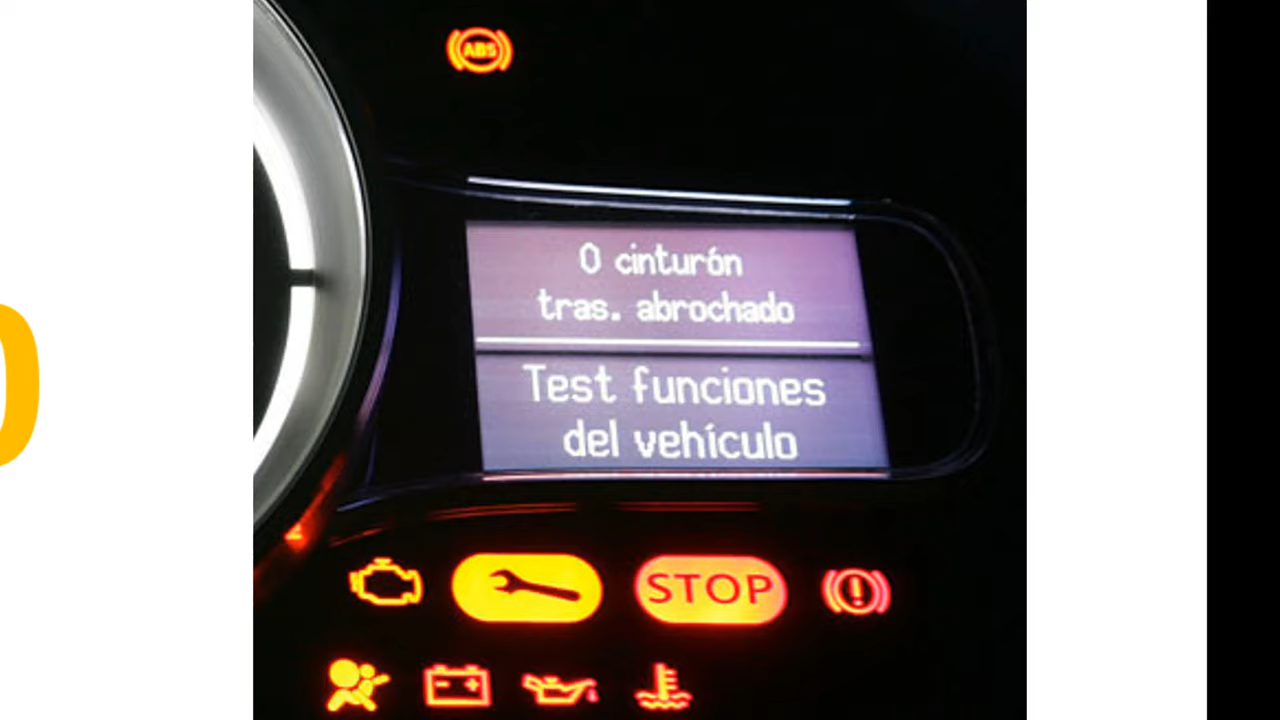 ABS
0 cinturón
tras. abrochado
Test funciones
del vehículo
STOP